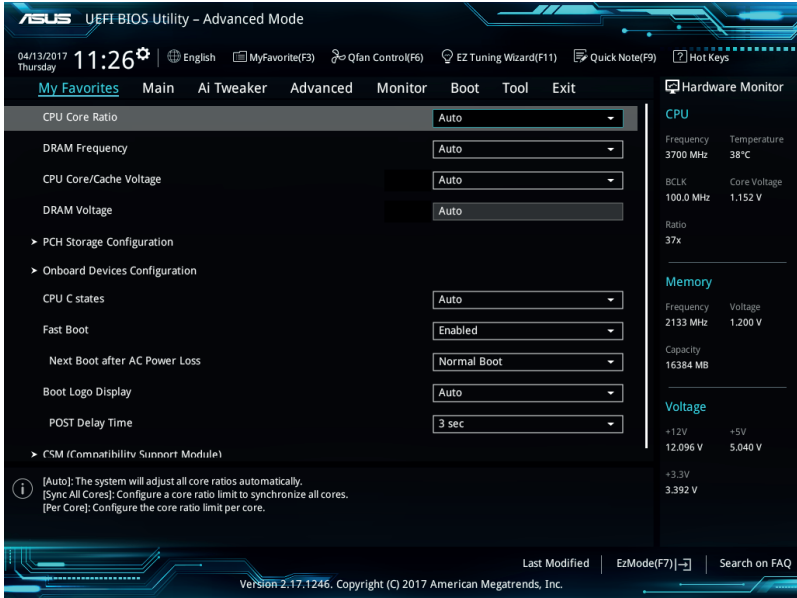 ASUS UEFI BIOS Utility – Advanced Mode
04/13/2017 Thursday 11:26 English MyFavorite(F3) Qfan Control(F6) EZ Tuning Wizard(F11) Quick Note(F9) ? Hot Keys
My Favorites Main Ai Tweaker Advanced Monitor Boot Tool Exit
CPU Core Ratio Auto
DRAM Frequency Auto
CPU Core/Cache Voltage Auto
DRAM Voltage Auto
> PCH Storage Configuration
> Onboard Devices Configuration
CPU C states Auto
Fast Boot Enabled
Next Boot after AC Power Loss Normal Boot
Boot Logo Display Auto
POST Delay Time 3 sec
> CSM (Compatibility Support Module)
[Auto]: The system will adjust all core ratios automatically.
[Sync All Cores]: Configure a core ratio limit to synchronize all cores.
[Per Core]: Configure the core ratio limit per core.
Hardware Monitor
CPU
Frequency Temperature
3700 MHz 38°C
BCLK Core Voltage
100.0 MHz 1.152 V
Ratio
37x
Memory
Frequency Voltage
2133 MHz 1.200 V
Capacity
16384 MB
Voltage
+12V +5V
12.096 V 5.040 V
+3.3V
3.392 V
Last Modified EzMode(F7) Search on FAQ
Version 2.17.1246. Copyright (C) 2017 American Megatrends, Inc.